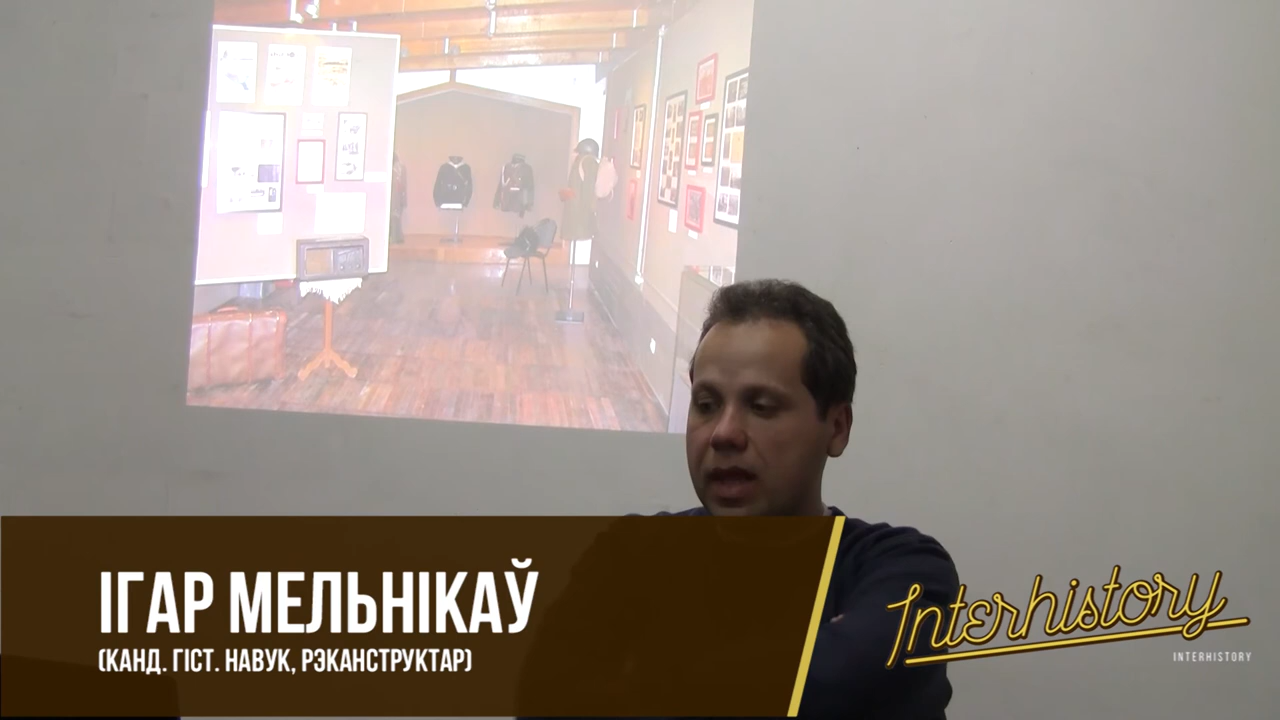 ІГАР МЕЛЬНІКАЎ
(КАНД. ГІСТ. НАВУК, РЭКАНСТРУКТАР)
Interhistory
INTERHISTORY